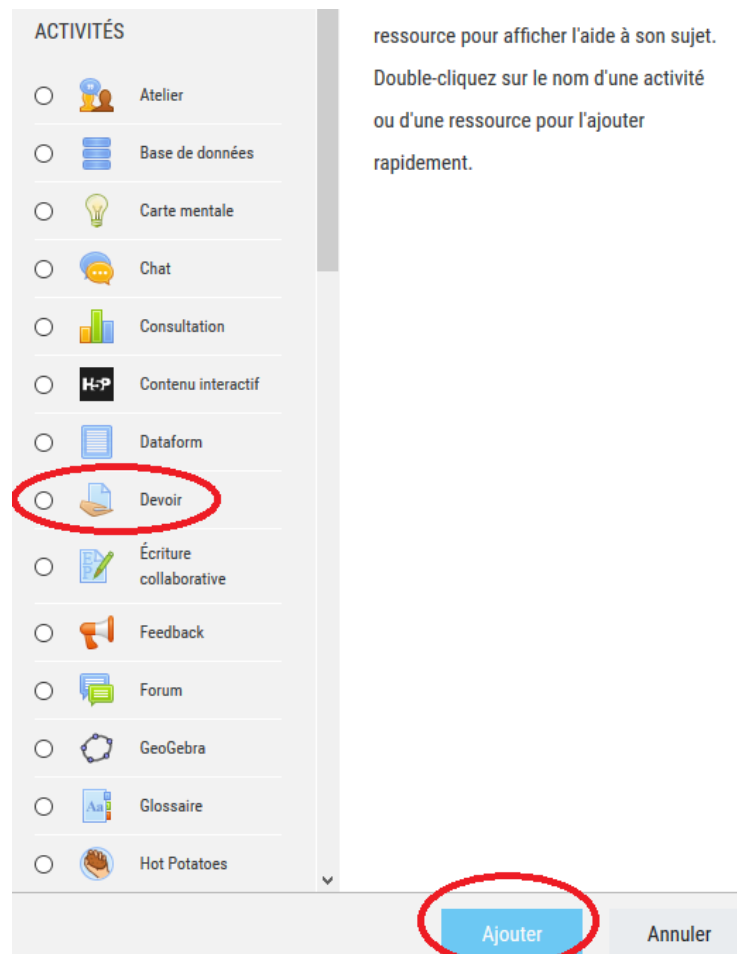 ACTIVITÉS
Atelier
Base de données
Carte mentale
Chat
Consultation
H5P
Contenu interactif
Dataform
Devoir
Écriture
collaborative
Feedback
Forum
GeoGebra
Aa
Glossaire
Hot Potatoes
ressource pour afficher l'aide à son sujet.
Double-cliquez sur le nom d'une activité
ou d'une ressource pour l'ajouter
rapidement.
Ajouter
Annuler